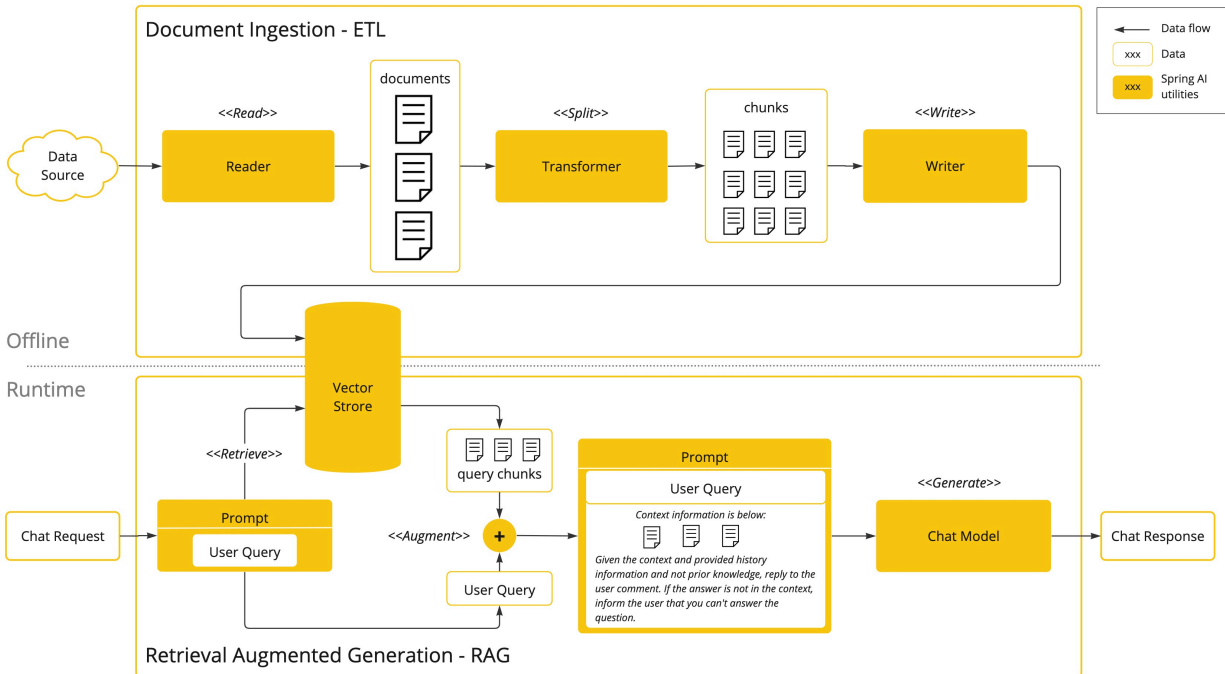 Document Ingestion - ETL
Data flow
xxx
Data
xxx
Spring AI
utilities
documents
<<Read>>
<<Split>>
chunks
<<Write>>
Data
Source
Reader
Transformer
Writer
Offline
Runtime
Vector
Strore
<<Retrieve>>
query chunks
Prompt
User Query
<<Generate>>
Chat Request
Prompt
User Query
<<Augment>>
+
User Query
Context information is below:
Given the context and provided history
information and not prior knowledge, reply to the
user comment. If the answer is not in the context,
inform the user that you can't answer the
question.
Chat Model
Chat Response
Retrieval Augmented Generation - RAG